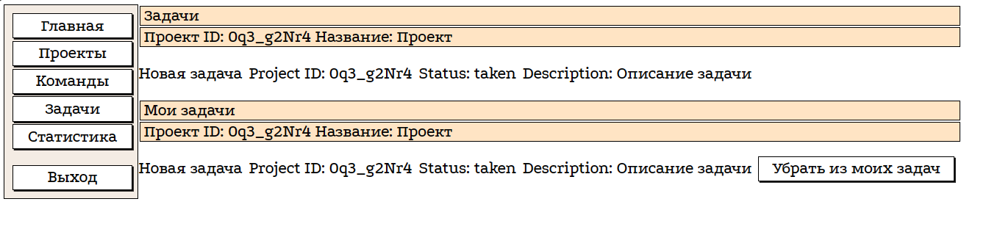 Главная
Проекты
Команды
Задачи
Статистика
Выход
Задачи
Проект ID: 0q3_g2Nr4 Название: Проект
Новая задача Project ID: 0q3_g2Nr4 Status: taken Description: Описание задачи
Мои задачи
Проект ID: 0q3_g2Nr4 Название: Проект
Новая задача Project ID: 0q3_g2Nr4 Status: taken Description: Описание задачи Убрать из моих задач